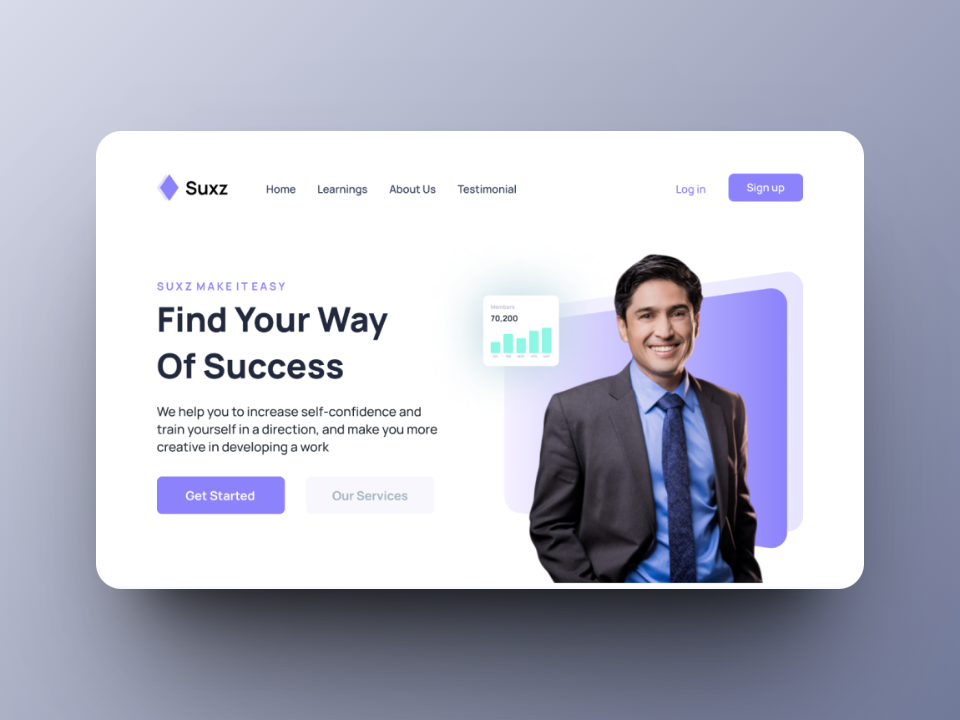 Suxz
Home
Learnings
About Us
Testimonial
Log in
Sign up
SUXZ MAKE IT EASY
Find Your Way
Of Success
We help you to increase self-confidence and
train yourself in a direction, and make you more
creative in developing a work
Get Started
Our Services
Members
70,200